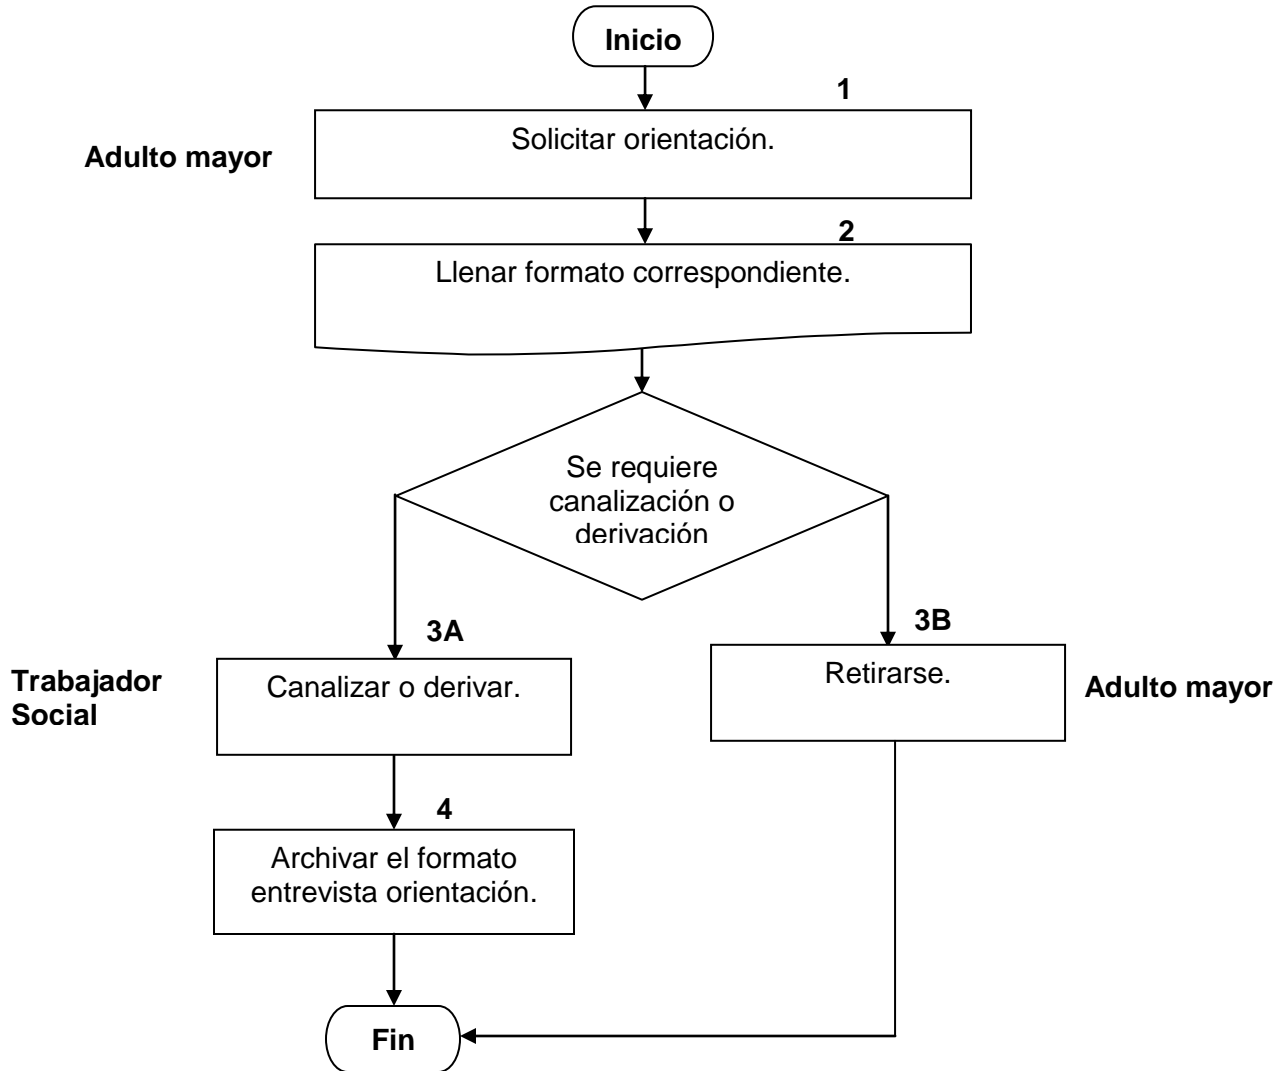 Inicio
1
Adulto mayor
Solicitar orientación.
2
Llenar formato correspondiente.
Se requiere
canalización o
derivación
3A
3B
Trabajador
Social
Canalizar o derivar.
Retirarse.
Adulto mayor
4
Archivar el formato
entrevista orientación.
Fin